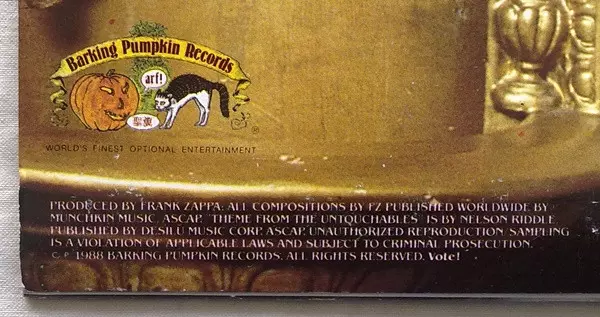 Barking Pumpkin Records
arf!
WORLD'S FINEST OPTIONAL ENTERTAINMENT
PRODUCED BY FRANK ZAPPA. ALL COMPOSITIONS BY FZ PUBLISHED WORLDWIDE BY
MUNCHKIN MUSIC, ASCAP. "THEME FROM THE UNTOUCHABLES" IS BY NELSON RIDDLE,
PUBLISHED BY DESILU MUSIC CORP. ASCAP. UNAUTHORIZED REPRODUCTION/SAMPLING
IS A VIOLATION OF APPLICABLE LAWS AND SUBJECT TO CRIMINAL PROSECUTION.
© ℗ 1988 BARKING PUMPKIN RECORDS. ALL RIGHTS RESERVED. Vote!